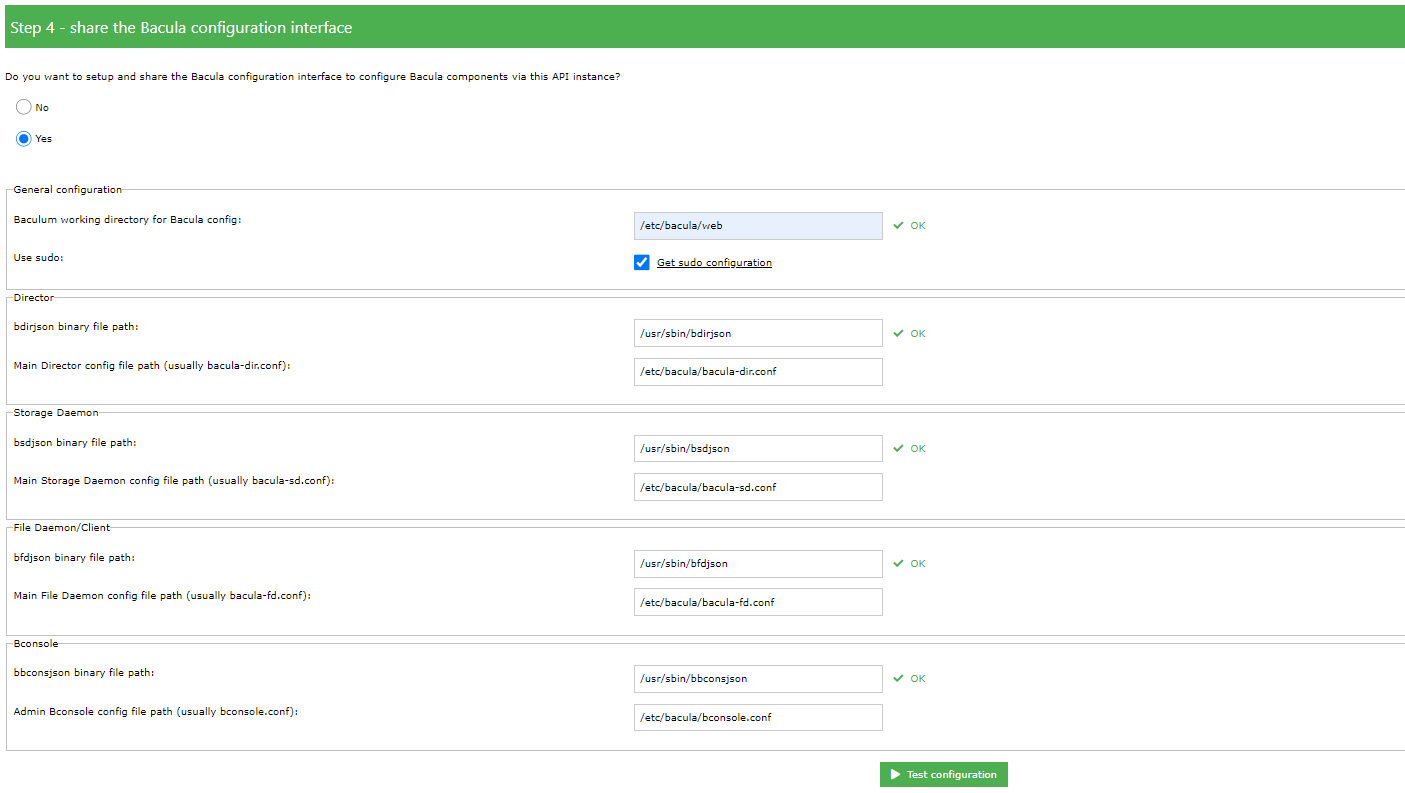 Step 4 - share the Bacula configuration interface
Do you want to setup and share the Bacula configuration interface to configure Bacula components via this API instance?
No
Yes
General configuration
Baculum working directory for Bacula config: /etc/bacula/web OK
Use sudo: Get sudo configuration
Director
bdirjson binary file path: /usr/sbin/bdirjson OK
Main Director config file path (usually bacula-dir.conf): /etc/bacula/bacula-dir.conf
Storage Daemon
bsdjson binary file path: /usr/sbin/bsdjson OK
Main Storage Daemon config file path (usually bacula-sd.conf): /etc/bacula/bacula-sd.conf
File Daemon/Client
bfdjson binary file path: /usr/sbin/bfdjson OK
Main File Daemon config file path (usually bacula-fd.conf): /etc/bacula/bacula-fd.conf
Bconsole
bbconsjson binary file path: /usr/sbin/bbconsjson OK
Admin Bconsole config file path (usually bconsole.conf): /etc/bacula/bconsole.conf
Test configuration